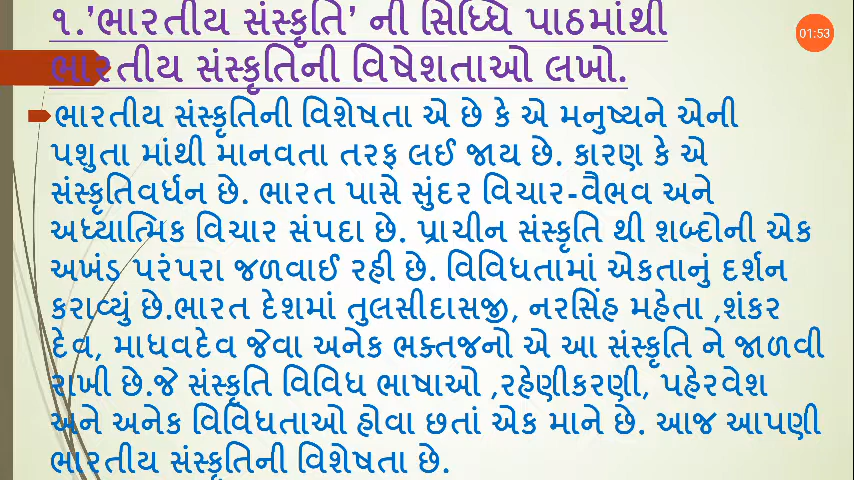 ૧.'ભારતીય સંસ્કૃતિ' ની સિધ્ધિ પાઠમાંથી
ભારતીય સંસ્કૃતિની વિષેશતાઓ લખો.
01:53
ભારતીય સંસ્કૃતિની વિશેષતા એ છે કે એ મનુષ્યને એની
પશુતા માંથી માનવતા તરફ લઈ જાય છે. કારણ કે એ
સંસ્કૃતિવર્ધન છે. ભારત પાસે સુંદર વિચાર-વૈભવ અને
અધ્યાત્મિક વિચાર સંપદા છે. પ્રાચીન સંસ્કૃતિ થી શબ્દોની એક
અખંડ પરંપરા જળવાઈ રહી છે. વિવિધતામાં એકતાનું દર્શન
કરાવ્યું છે.ભારત દેશમાં તુલસીદાસજી, નરસિંહ મહેતા ,શંકર
દેવ, માધવદેવ જેવા અનેક ભક્તજનો એ આ સંસ્કૃતિ ને જાળવી
રાખી છે.જે સંસ્કૃતિ વિવિધ ભાષાઓ ,રહેણીકરણી, પહેરવેશ
અને અનેક વિવિધતાઓ હોવા છતાં એક માને છે. આજ આપણી
ભારતીય સંસ્કૃતિની વિશેષતા છે.